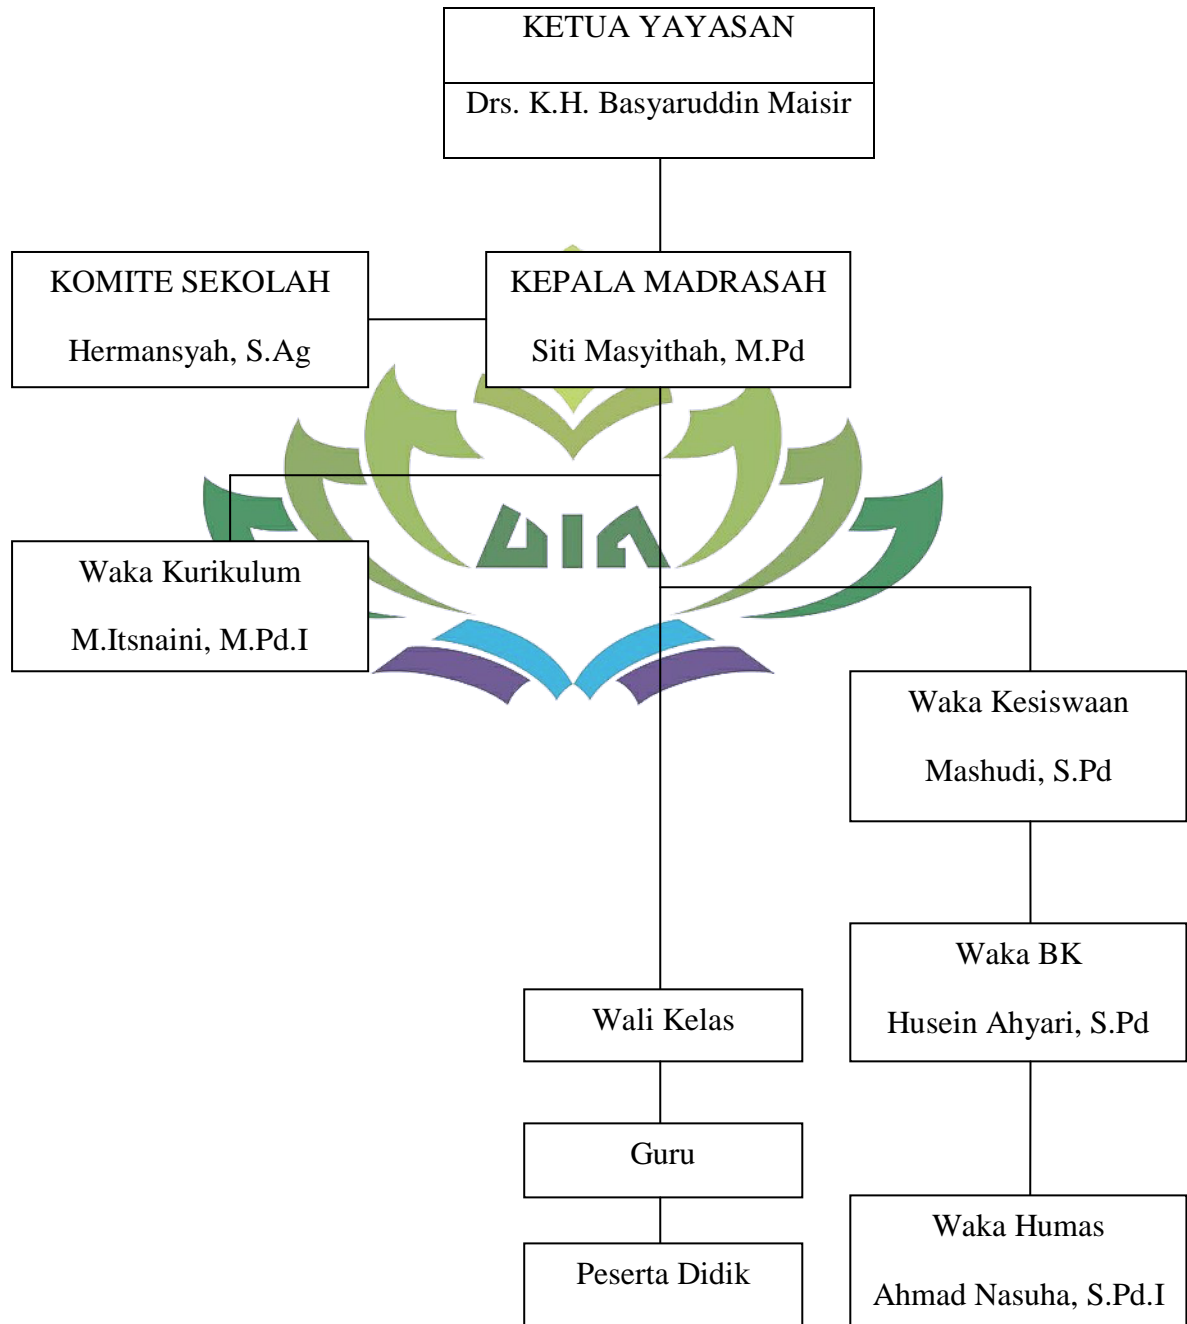 KETUA YAYASAN
Drs. K.H. Basyaruddin Maisir
KOMITE SEKOLAH
Hermansyah, S.Ag
KEPALA MADRASAH
Siti Masyithah, M.Pd
UIN
Waka Kurikulum
M.Itsnaini, M.Pd.I
Waka Kesiswaan
Mashudi, S.Pd
Waka BK
Husein Ahyari, S.Pd
Wali Kelas
Guru
Peserta Didik
Waka Humas
Ahmad Nasuha, S.Pd.I